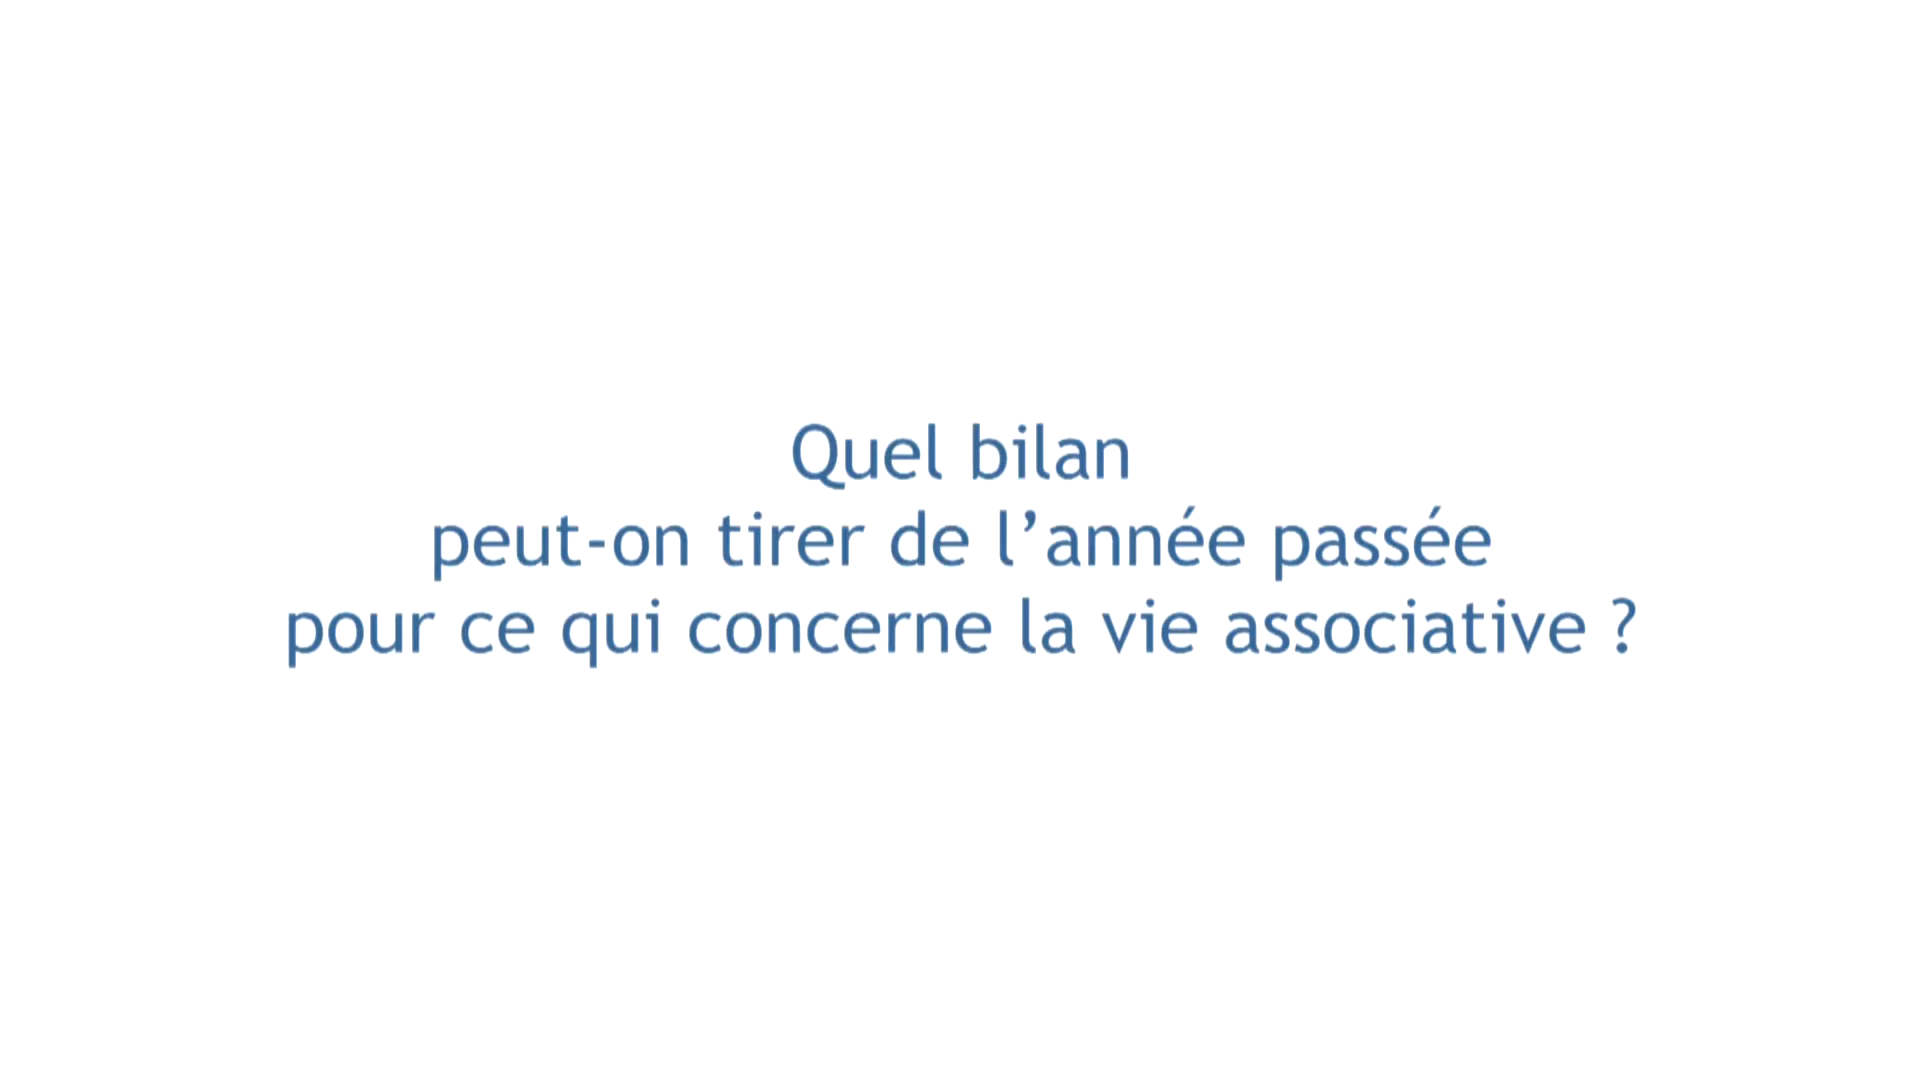 Quel bilan
peut-on tirer de l’année passée
pour ce qui concerne la vie associative ?